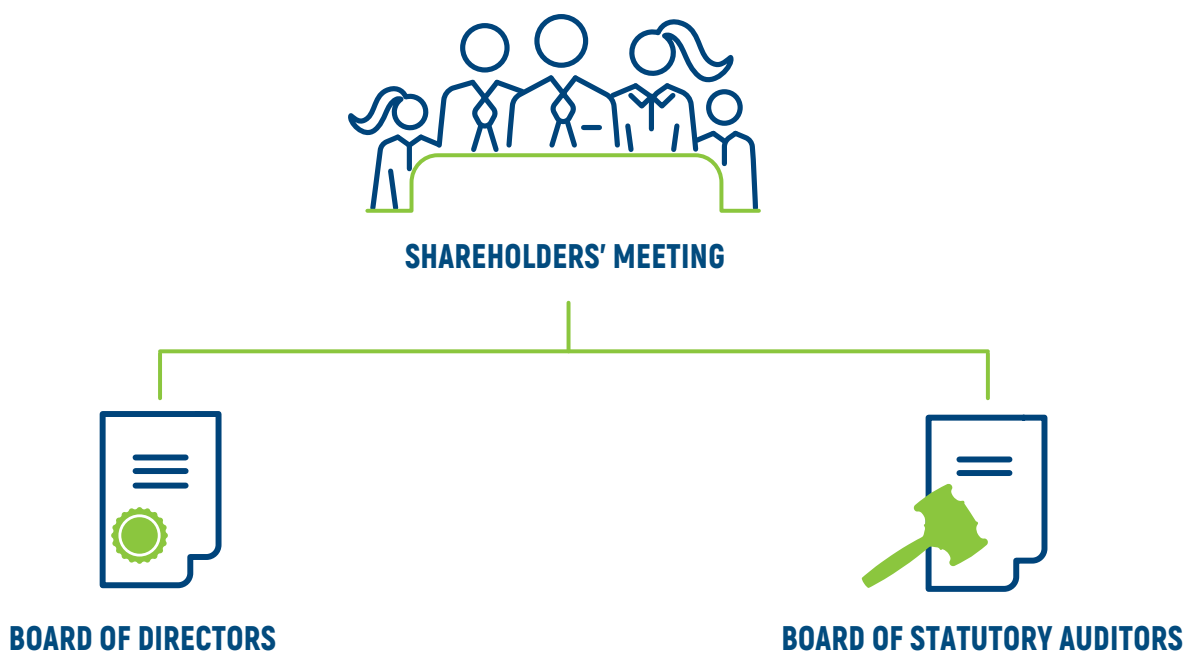 SHAREHOLDERS' MEETING
BOARD OF DIRECTORS
BOARD OF STATUTORY AUDITORS